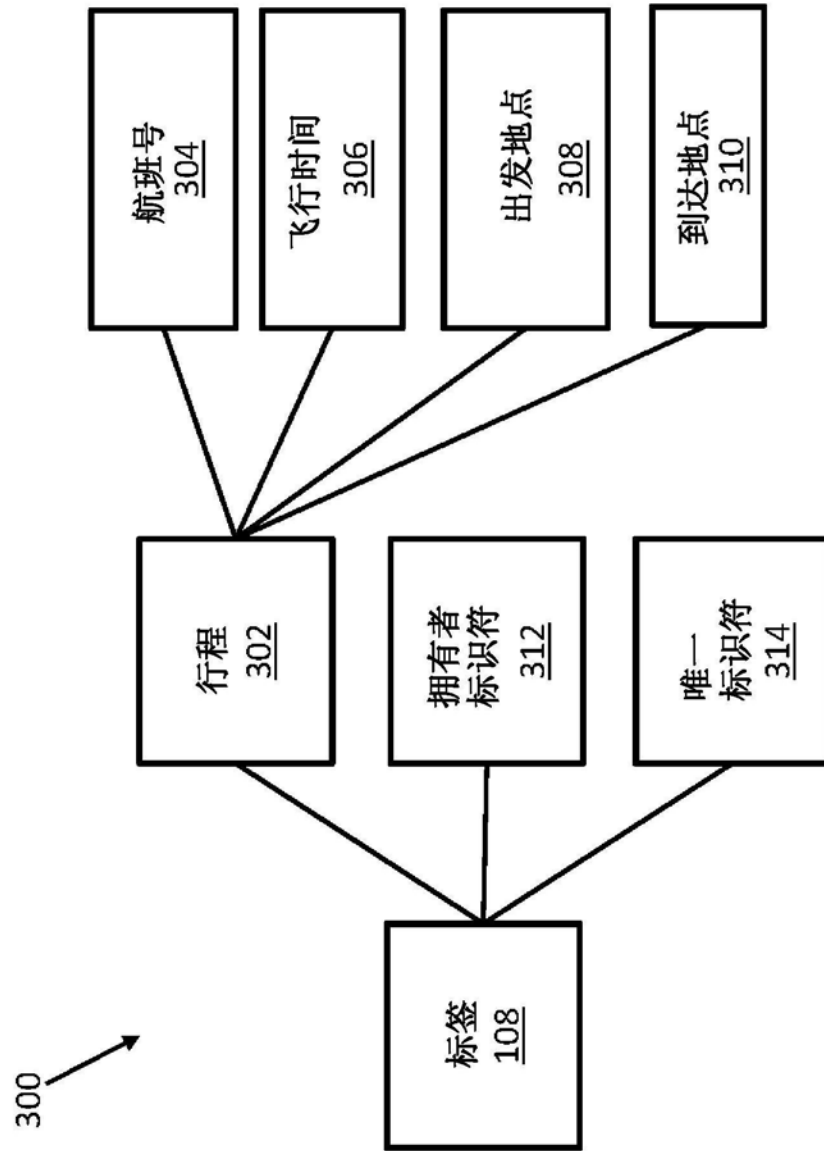 300
标签
108
行程
302
拥有者
标识符
312
唯一
标识符
314
航班号
304
飞行时间
306
出发地点
308
到达地点
310